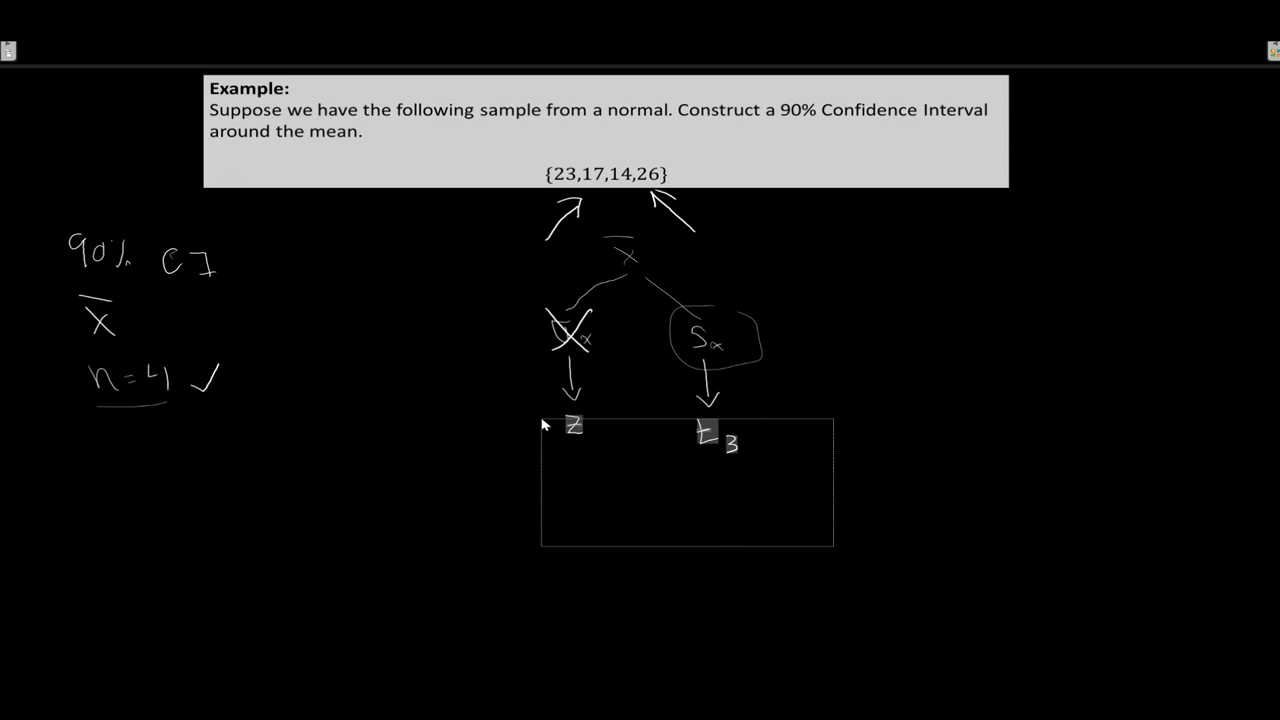 Example:
Suppose we have the following sample from a normal. Construct a 90% Confidence Interval
around the mean.
{23,17,14,26}
90% CI
x̄
n=4 ✓
x̄
σₓ
Sₓ
z
t₃